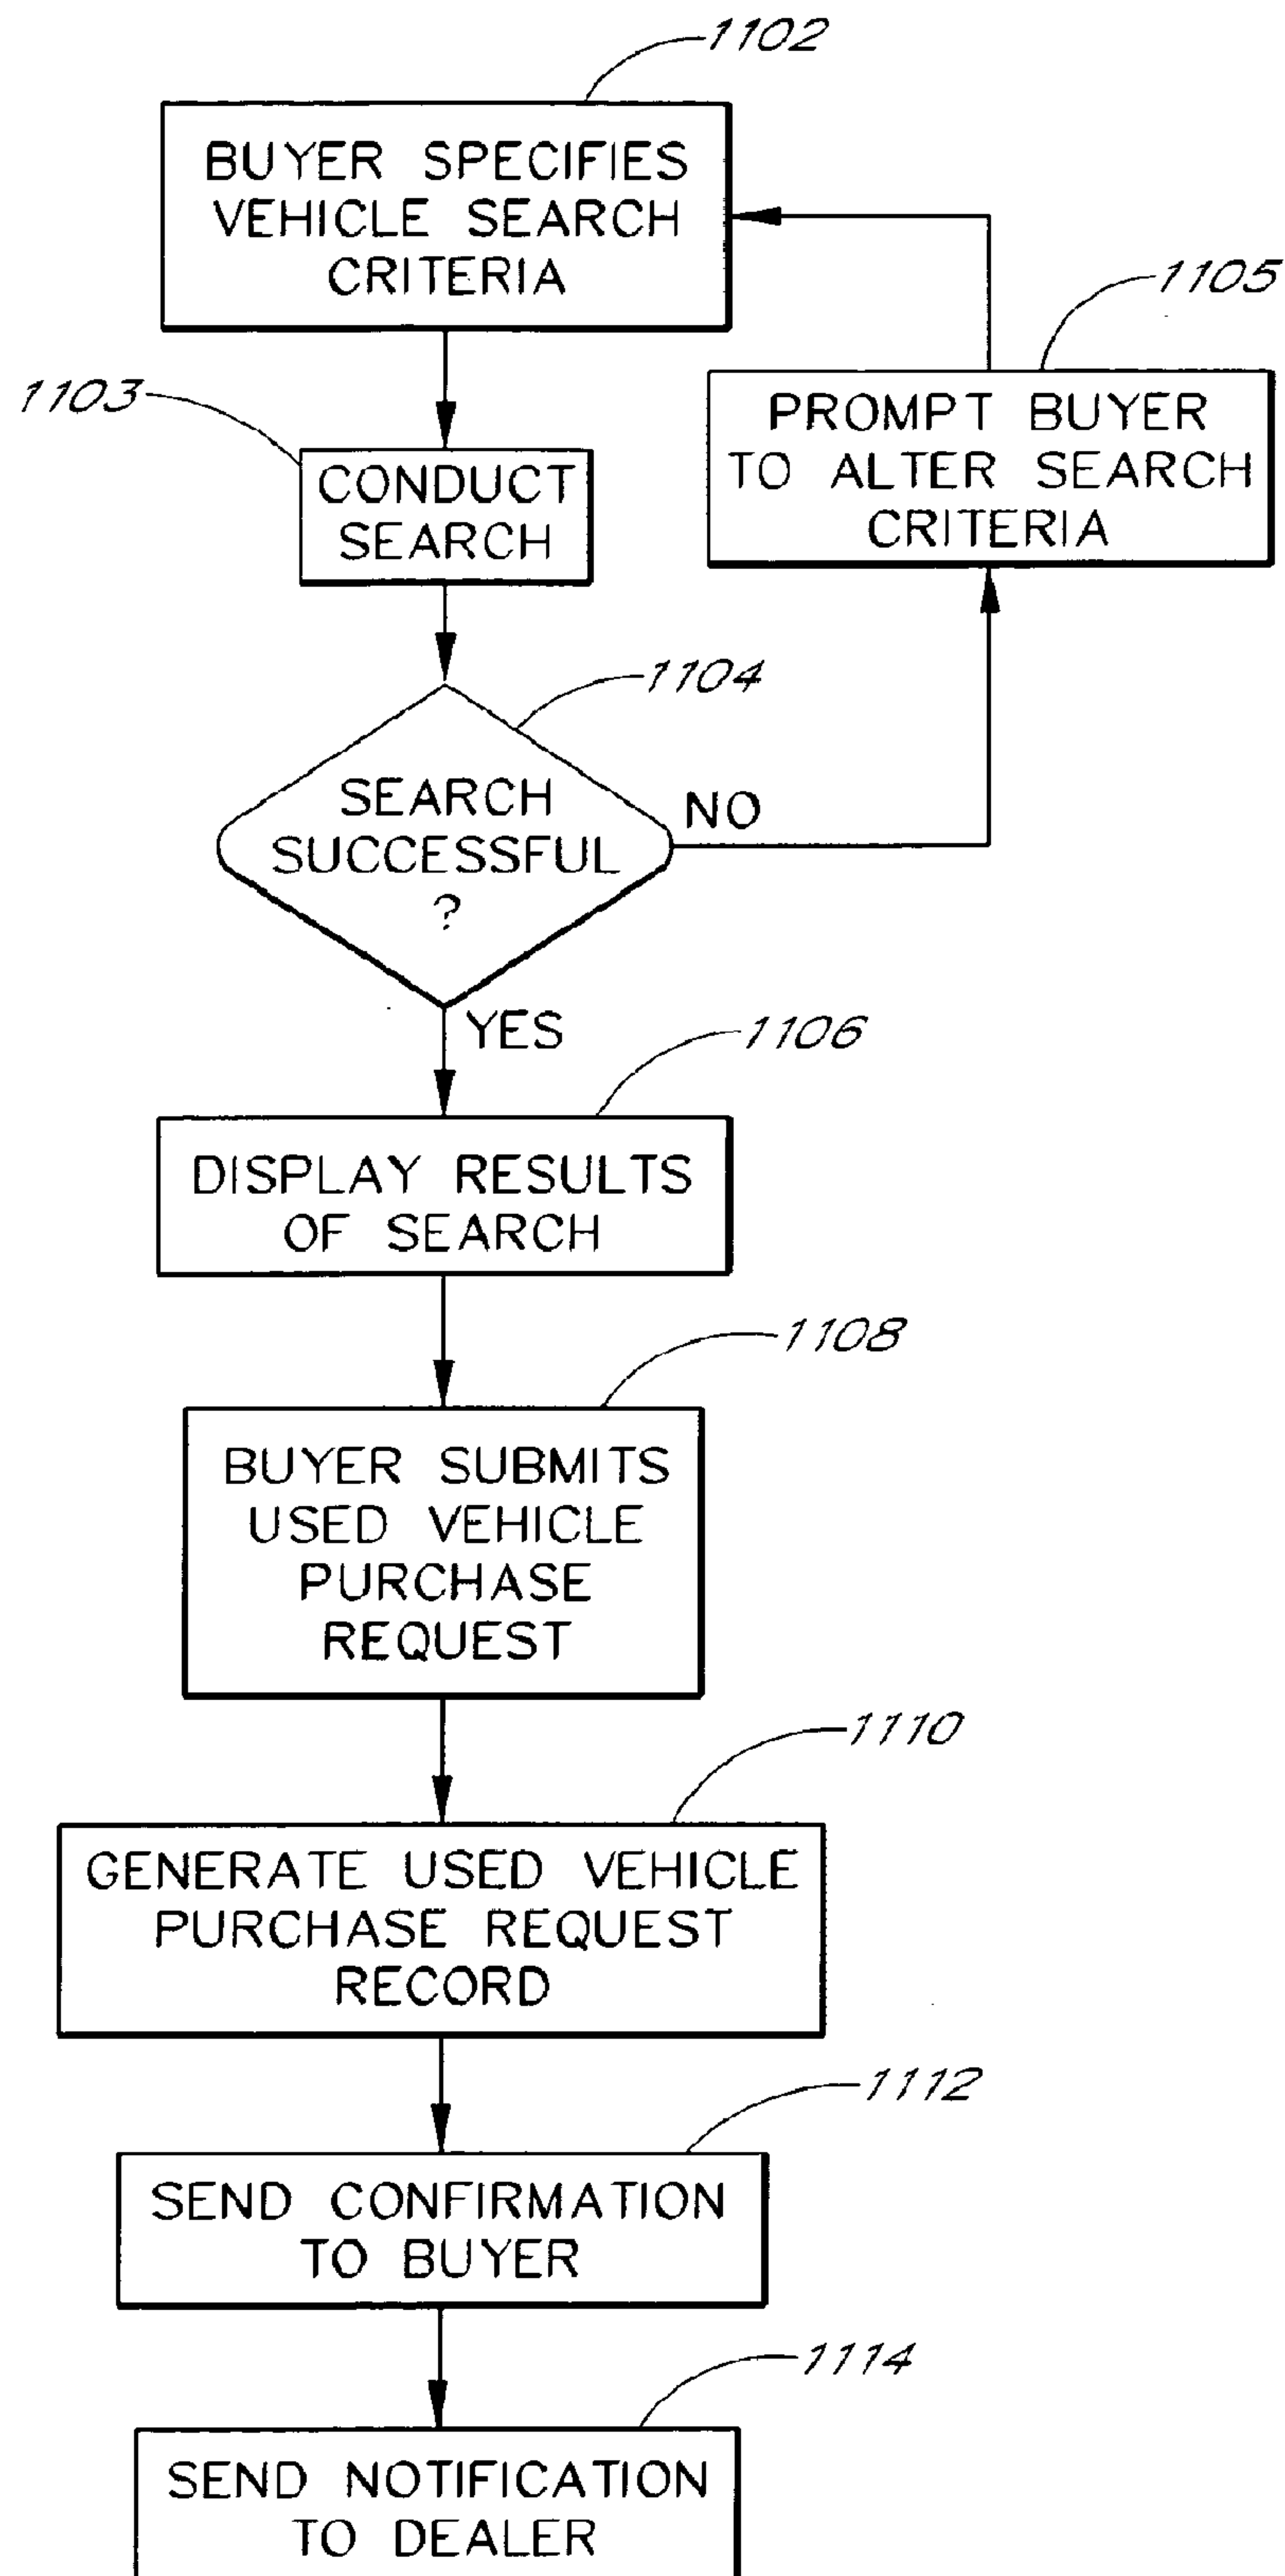 1102
BUYER SPECIFIES
VEHICLE SEARCH
CRITERIA
1105
PROMPT BUYER
TO ALTER SEARCH
CRITERIA
1103
CONDUCT
SEARCH
1104
SEARCH
SUCCESSFUL
?
NO
YES
1106
DISPLAY RESULTS
OF SEARCH
1108
BUYER SUBMITS
USED VEHICLE
PURCHASE
REQUEST
1110
GENERATE USED VEHICLE
PURCHASE REQUEST
RECORD
1112
SEND CONFIRMATION
TO BUYER
1114
SEND NOTIFICATION
TO DEALER